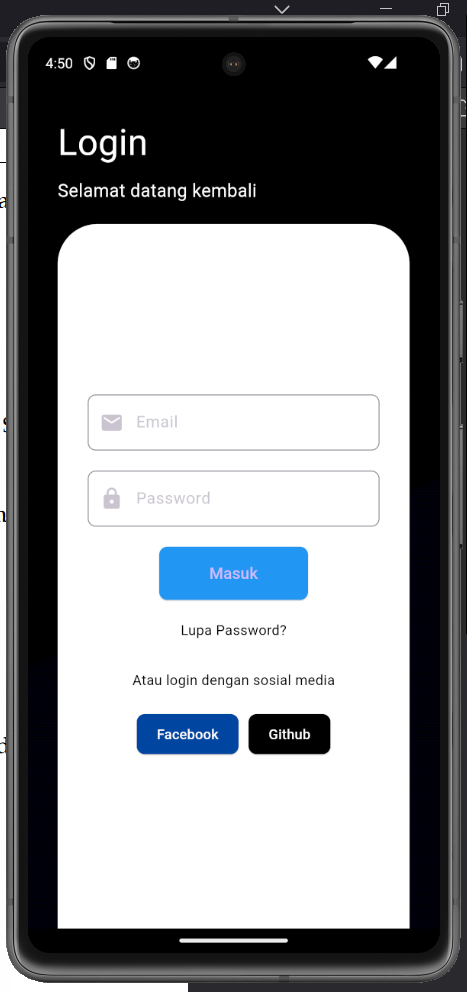 4:50
Login
Selamat datang kembali
Email
Password
Masuk
Lupa Password?
Atau login dengan sosial media
Facebook Github